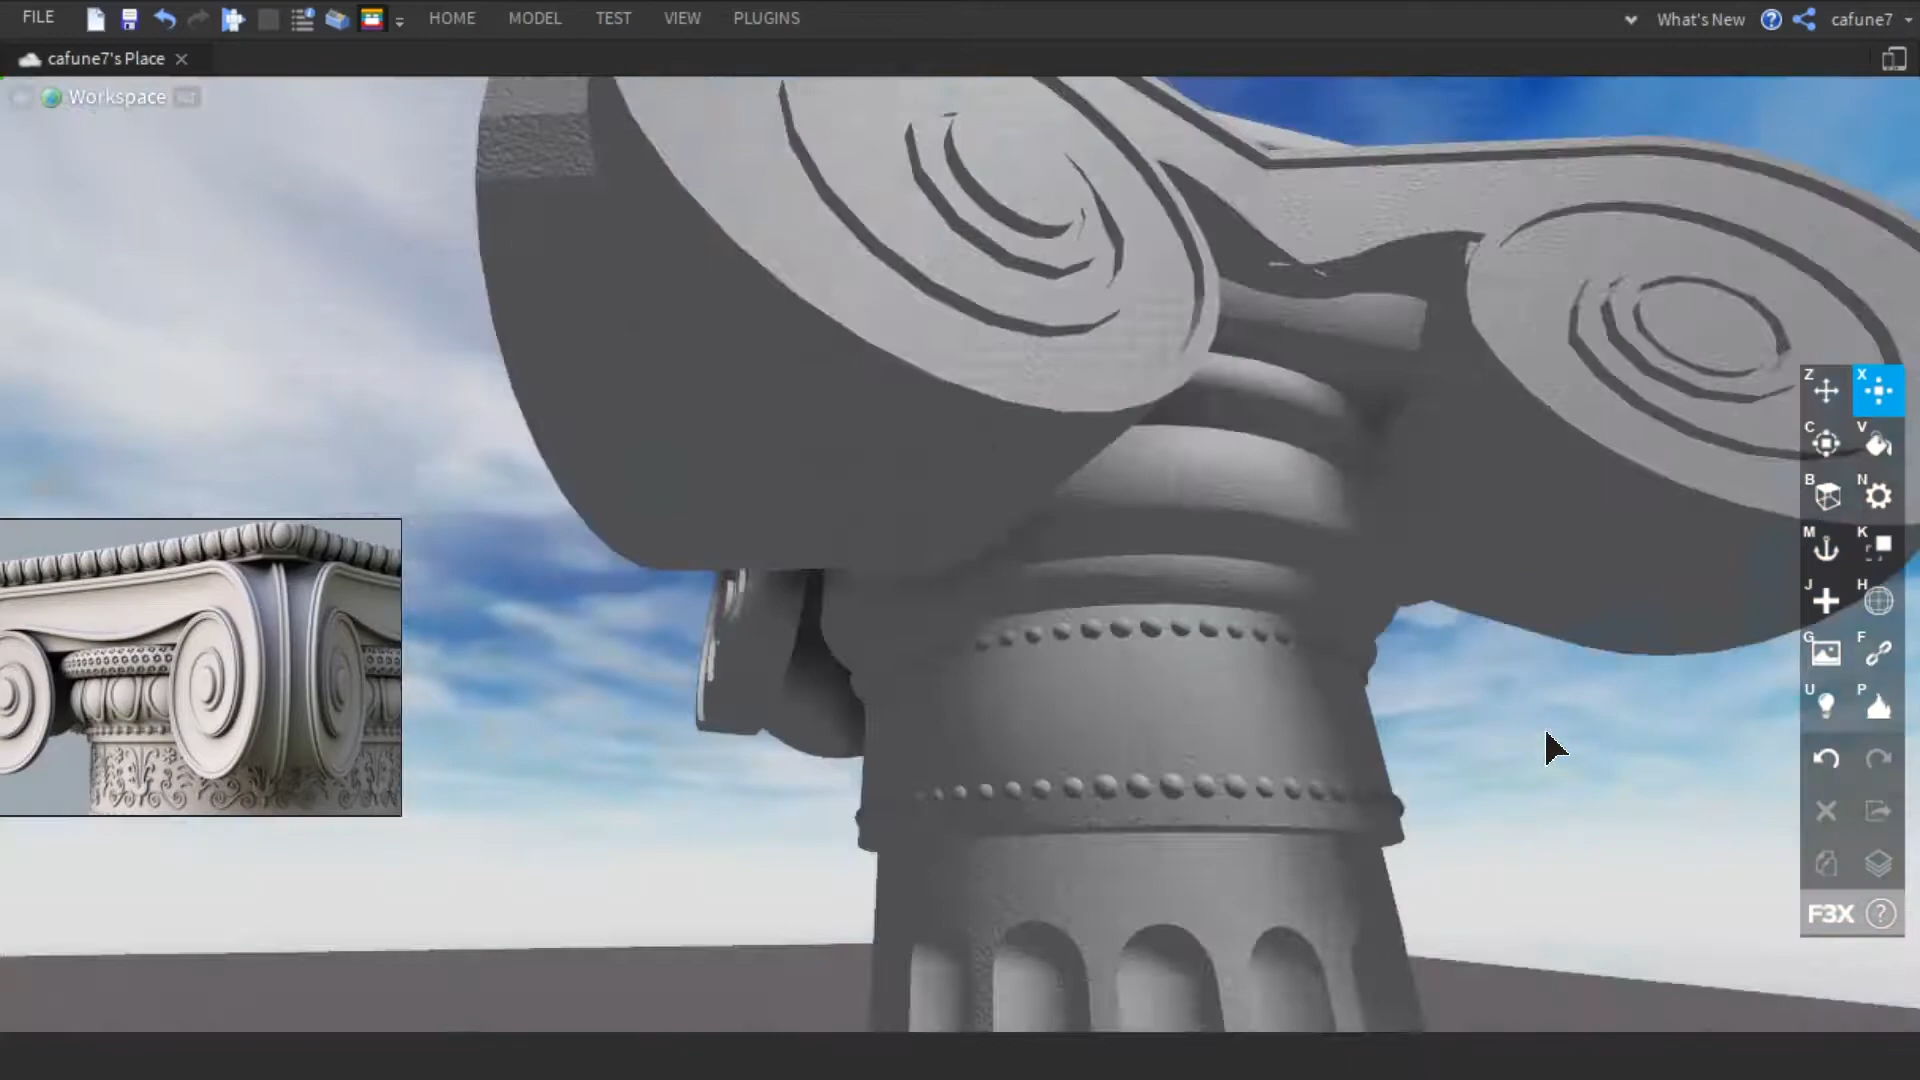 FILE
HOME MODEL TEST VIEW PLUGINS
What's New ? cafune7
cafune7's Place
Workspace
Z X
C V
B N
M K
J H
G F
U P
F3X ?